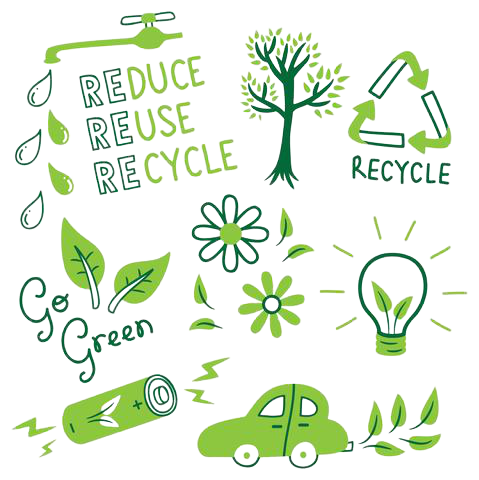 REDUCE
REUSE
RECYCLE
RECYCLE
Go
Green
+
-